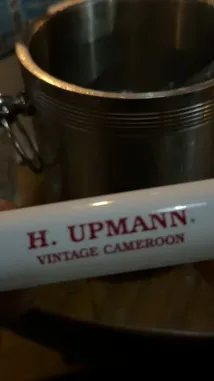 H. UPMANN.
VINTAGE CAMEROON